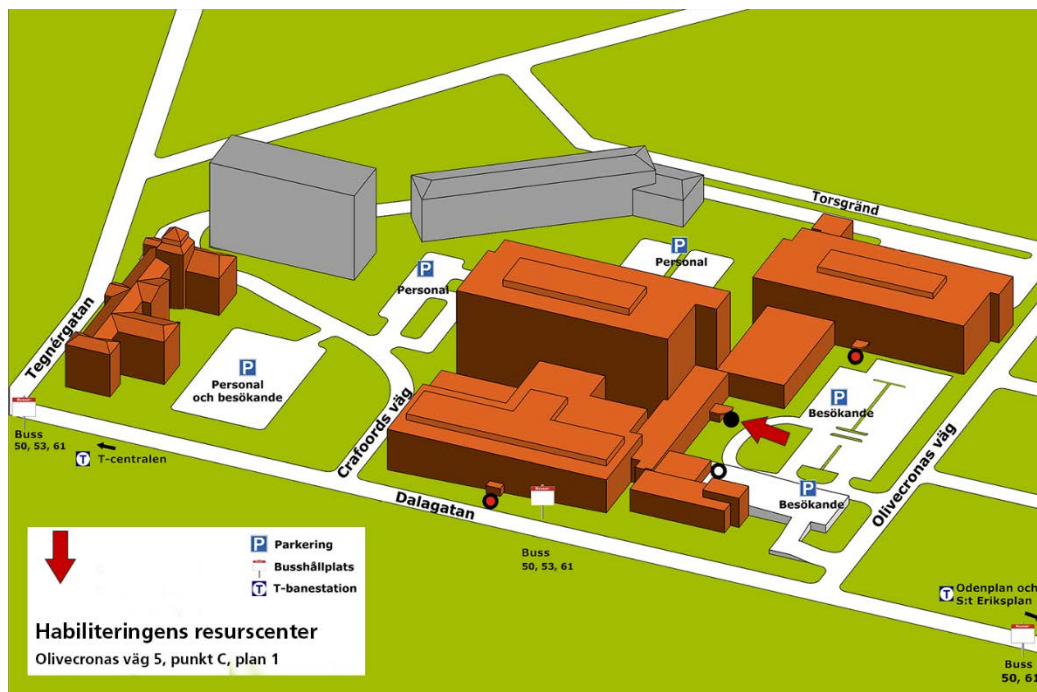 Torsgränd
P
Personal
P
Personal
Tegnérgatan
P
Personal
och besökande
P
Besökande
Crafoords väg
Buss
50, 53, 61
T T-centralen
P
Besökande
Olivecronas väg
Dalagatan
Buss
50, 53, 61
T Odenplan och
S:t Eriksplan
Buss
50, 61
P Parkering
Busshållplats
T T-banestation
Habiliteringens resurscenter
Olivecronas väg 5, punkt C, plan 1